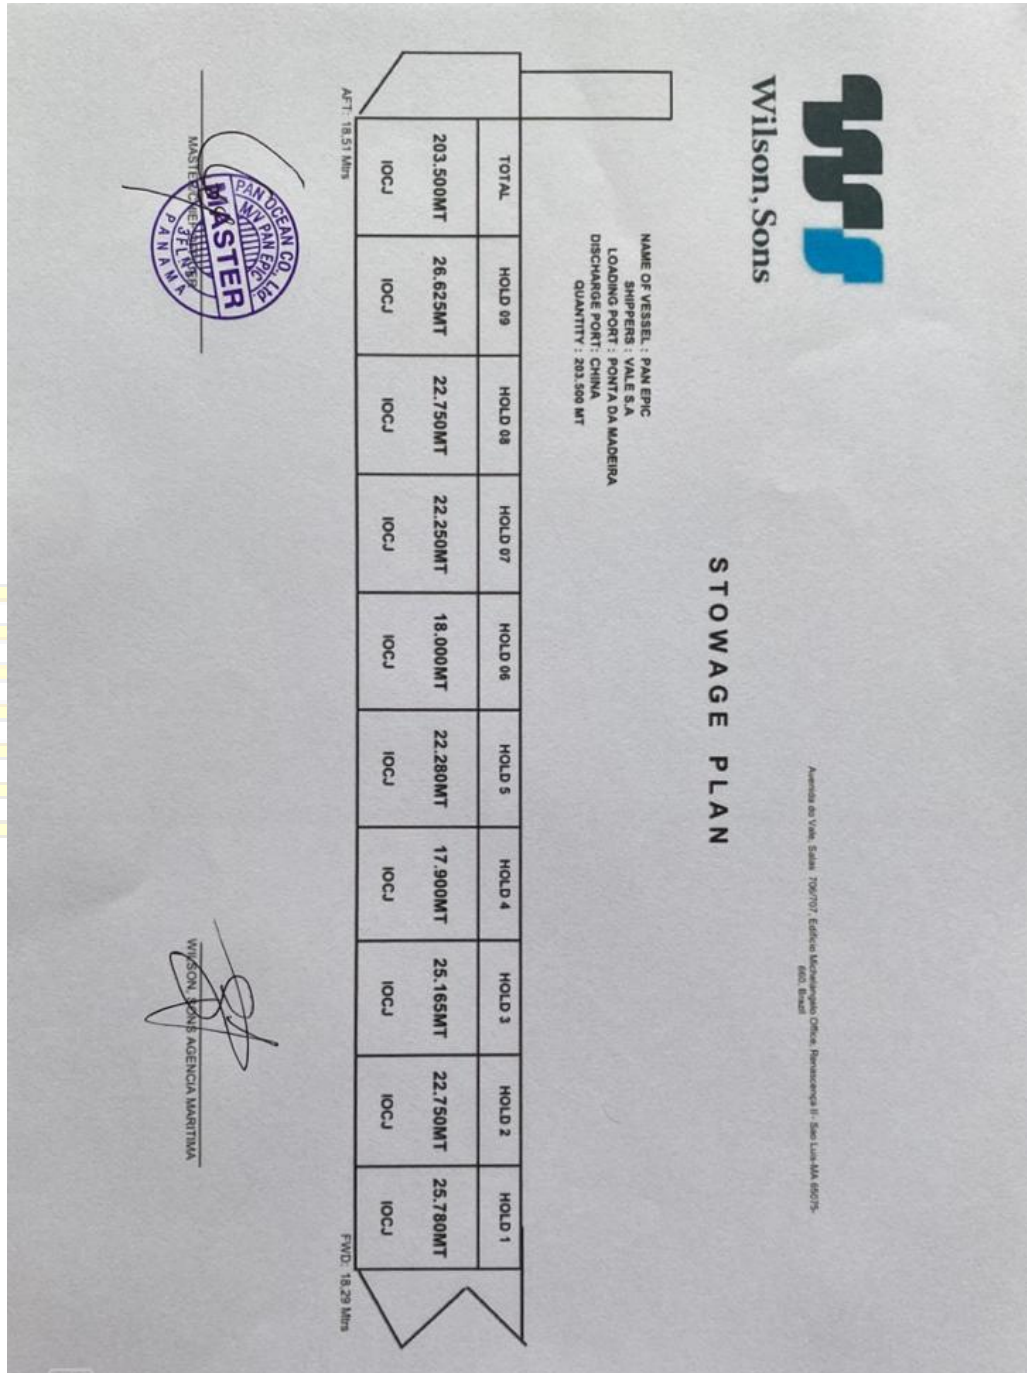 Wilson, Sons
Avenida do Vale, Salas 706/707, Edifício Michelangelo Office, Renascença II - Sao Luis-MA 65075-
660, Brazil
STOWAGE PLAN
NAME OF VESSEL : PAN EPIC
SHIPPERS : VALE S.A
LOADING PORT : PONTA DA MADEIRA
DISCHARGE PORT : CHINA
QUANTITY : 203.500 MT
TOTAL HOLD 09 HOLD 08 HOLD 07 HOLD 06 HOLD 5 HOLD 4 HOLD 3 HOLD 2 HOLD 1
203.500MT 26.625MT 22.750MT 22.250MT 18.000MT 22.280MT 17.900MT 25.165MT 22.750MT 25.780MT
IOCJ IOCJ IOCJ IOCJ IOCJ IOCJ IOCJ IOCJ IOCJ IOCJ
AFT: 18,51 Mtrs FWD: 18,29 Mtrs
PAN OCEAN CO., Ltd
M/V PAN EPIC
MASTER
PANAMA
WILSON, SONS AGENCIA MARITIMA